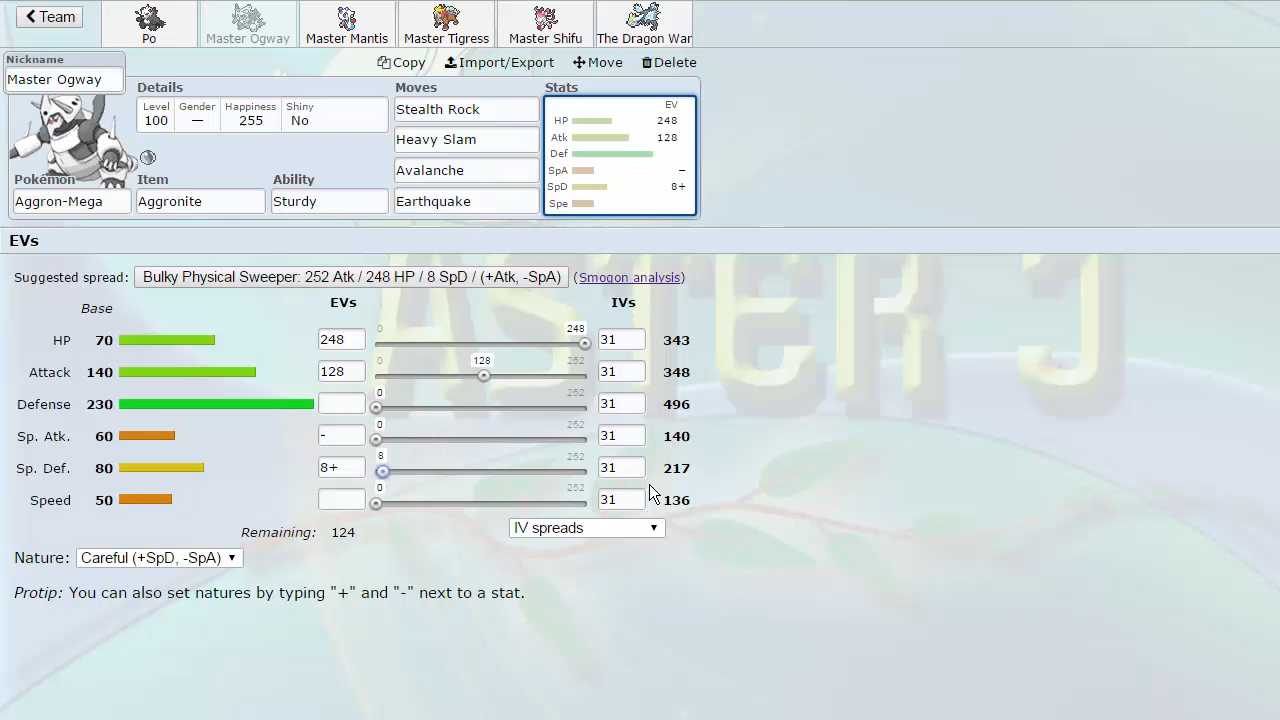 Team
Po
Master Ogway
Master Mantis
Master Tigress
Master Shifu
The Dragon War
Copy Import/Export Move Delete
Nickname
Master Ogway
Details
Level Gender Happiness Shiny
100 — 255 No
Pokémon Item Ability
Aggron-Mega Aggronite Sturdy
Moves
Stealth Rock
Heavy Slam
Avalanche
Earthquake
Stats
EV
HP 248
Atk 128
Def
SpA −
SpD 8+
Spe
EVs
Suggested spread: Bulky Physical Sweeper: 252 Atk / 248 HP / 8 SpD / (+Atk, -SpA) (Smogon analysis)
Base EVs IVs
HP 70 248 0 248 31 343
Attack 140 128 0 128 252 31 348
Defense 230 0 252 31 496
Sp. Atk. 60 - 0 252 31 140
Sp. Def. 80 8+ 8 252 31 217
Speed 50 0 252 31 136
Remaining: 124 IV spreads
Nature: Careful (+SpD, -SpA)
Protip: You can also set natures by typing "+" and "-" next to a stat.
ASTER J